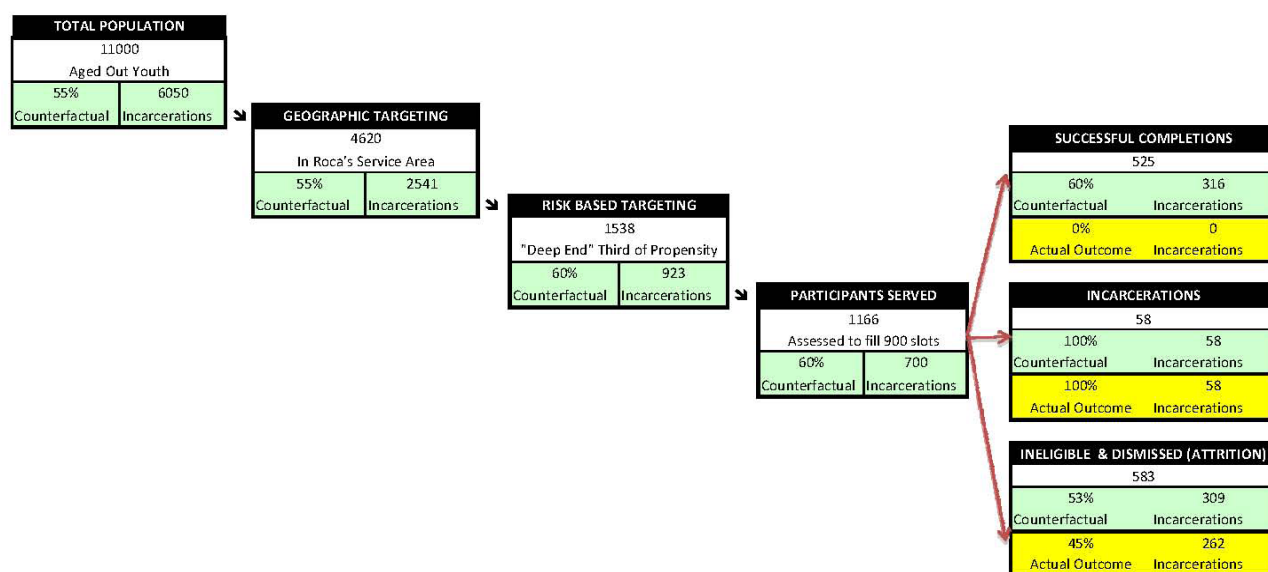 TOTAL POPULATION
11000
Aged Out Youth
55% 6050
Counterfactual Incarcerations
GEOGRAPHIC TARGETING
4620
In Roca's Service Area
55% 2541
Counterfactual Incarcerations
RISK BASED TARGETING
1538
"Deep End" Third of Propensity
60% 923
Counterfactual Incarcerations
PARTICIPANTS SERVED
1166
Assessed to fill 900 slots
60% 700
Counterfactual Incarcerations
SUCCESSFUL COMPLETIONS
525
60% 316
Counterfactual Incarcerations
0% 0
Actual Outcome Incarcerations
INCARCERATIONS
58
100% 58
Counterfactual Incarcerations
100% 58
Actual Outcome Incarcerations
INELIGIBLE & DISMISSED (ATTRITION)
583
53% 309
Counterfactual Incarcerations
45% 262
Actual Outcome Incarcerations